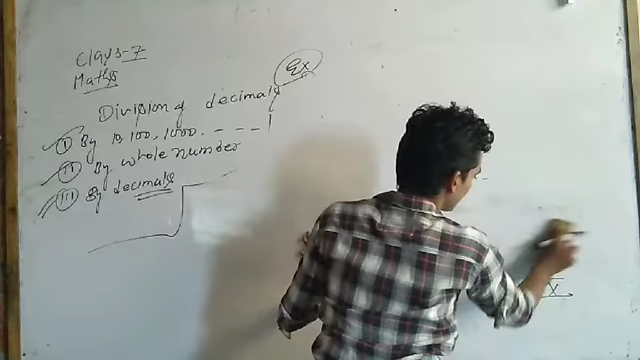 Class-7
Maths
Ex
Division of decimals
(i) By 10, 100, 1000. - - - -
(ii) By whole number
(iii) By decimals
x